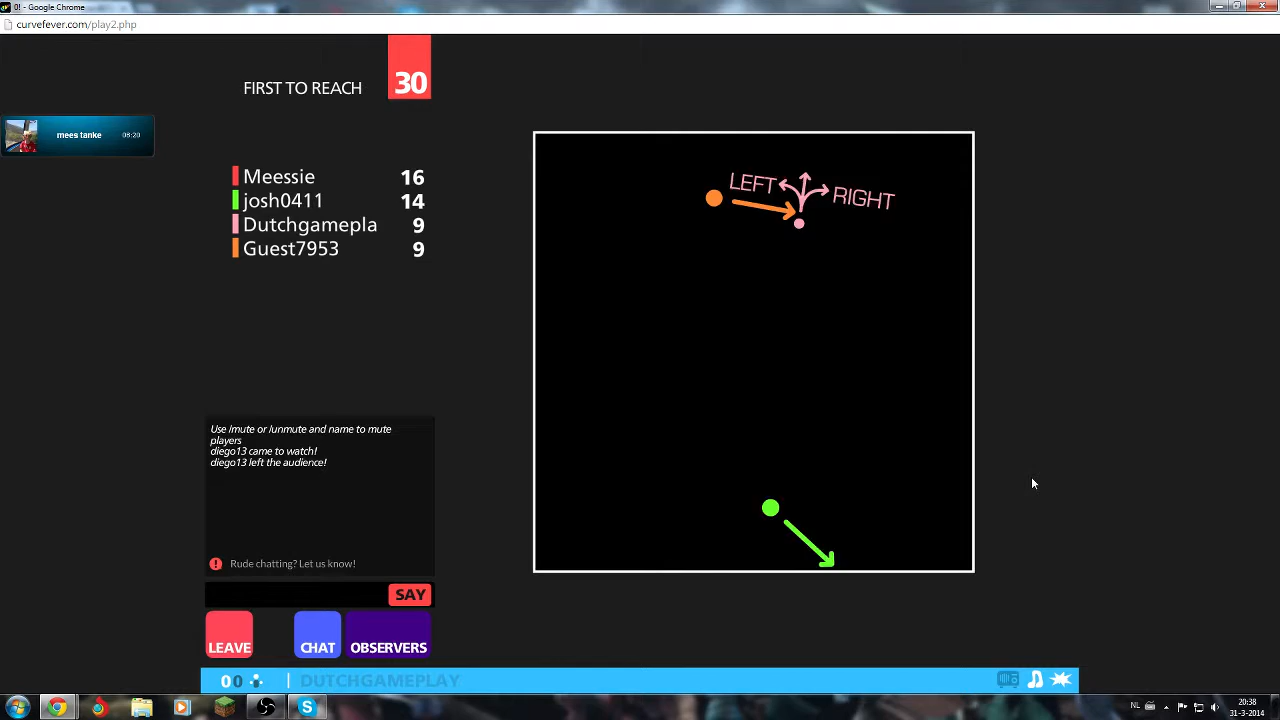 0! - Google Chrome
curvefever.com/play2.php
FIRST TO REACH 30
mees tanke 08:20
Meessie 16
josh0411 14
Dutchgamepla 9
Guest7953 9
LEFT RIGHT
Use /mute or /unmute and name to mute
players
diego13 came to watch!
diego13 left the audience!
! Rude chatting? Let us know!
SAY
LEAVE CHAT OBSERVERS
00 DUTCHGAMEPLAY
20:38
31-3-2014